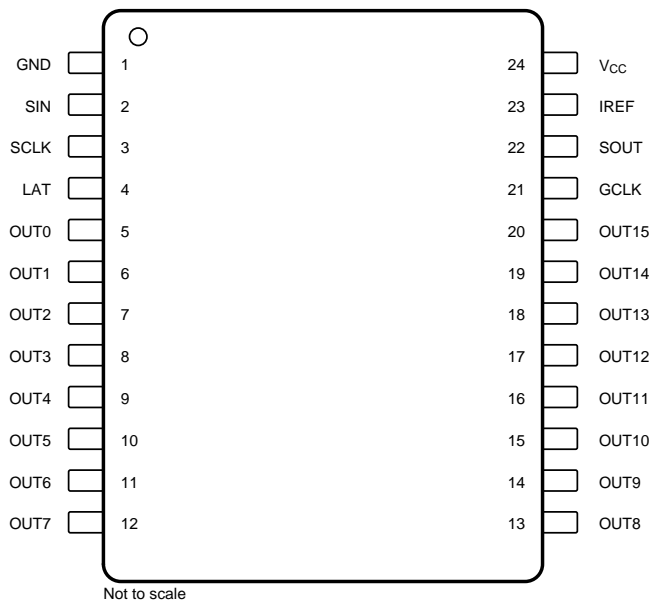 GND 1 24 VCC
SIN 2 23 IREF
SCLK 3 22 SOUT
LAT 4 21 GCLK
OUT0 5 20 OUT15
OUT1 6 19 OUT14
OUT2 7 18 OUT13
OUT3 8 17 OUT12
OUT4 9 16 OUT11
OUT5 10 15 OUT10
OUT6 11 14 OUT9
OUT7 12 13 OUT8
Not to scale